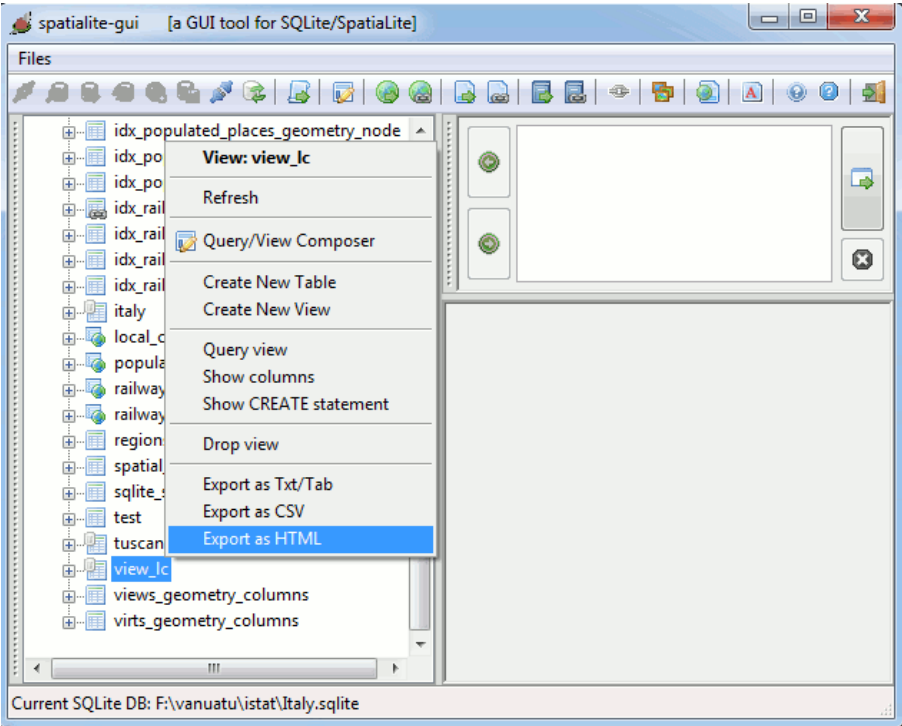 spatialite-gui [a GUI tool for SQLite/SpatiaLite]
Files
idx_populated_places_geometry_node
idx_po
idx_po
idx_rail
idx_rail
idx_rail
idx_rail
italy
local_c
popula
railway
railway
region
spatial_
sqlite_s
test
tuscan
view_lc
views_geometry_columns
virts_geometry_columns
View: view_lc
Refresh
Query/View Composer
Create New Table
Create New View
Query view
Show columns
Show CREATE statement
Drop view
Export as Txt/Tab
Export as CSV
Export as HTML
Current SQLite DB: F:\vanuatu\istat\Italy.sqlite